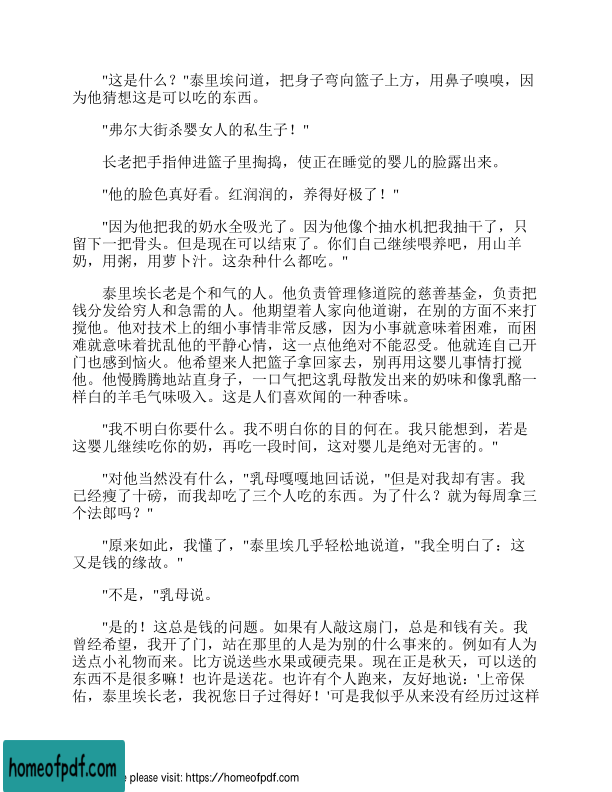 "这是什么？"泰里埃问道，把身子弯向篮子上方，用鼻子嗅嗅，因
为他猜想这是可以吃的东西。
"弗尔大街杀婴女人的私生子！"
长老把手指伸进篮子里掏捣，使正在睡觉的婴儿的脸露出来。
"他的脸色真好看。红润润的，养得好极了！"
"因为他把我的奶水全吸光了。因为他像个抽水机把我抽干了，只
留下一把骨头。但是现在可以结束了。你们自己继续喂养吧，用山羊
奶，用粥，用萝卜汁。这杂种什么都吃。"
泰里埃长老是个和气的人。他负责管理修道院的慈善基金，负责把
钱分发给穷人和急需的人。他期望着人家向他道谢，在别的方面不来打
搅他。他对技术上的细小事情非常反感，因为小事就意味着困难，而困
难就意味着扰乱他的平静心情，这一点他绝对不能忍受。他就连自己开
门也感到恼火。他希望来人把篮子拿回家去，别再用这婴儿事情打搅
他。他慢腾腾地站直身子，一口气把这乳母散发出来的奶味和像乳酪一
样白的羊毛气味吸入。这是人们喜欢闻的一种香味。
"我不明白你要什么。我不明白你的目的何在。我只能想到，若是
这婴儿继续吃你的奶，再吃一段时间，这对婴儿是绝对无害的。"
"对他当然没有什么，"乳母嘎嘎地回话说，"但是对我却有害。我
已经瘦了十磅，而我却吃了三个人吃的东西。为了什么？就为每周拿三
个法郎吗？"
"原来如此，我懂了，"泰里埃几乎轻松地说道，"我全明白了：这
又是钱的缘故。"
"不是，"乳母说。
"是的！这总是钱的问题。如果有人敲这扇门，总是和钱有关。我
曾经希望，我开了门，站在那里的人是为别的什么事来的。例如有人为
送点小礼物而来。比方说送些水果或硬壳果。现在正是秋天，可以送的
东西不是很多嘛！也许是送花。也许有个人跑来，友好地说：'上帝保
佑，泰里埃长老，我祝您日子过得好！'可是我似乎从来没有经历过这样
homeofpdf.com
please visit: https://homeofpdf.com